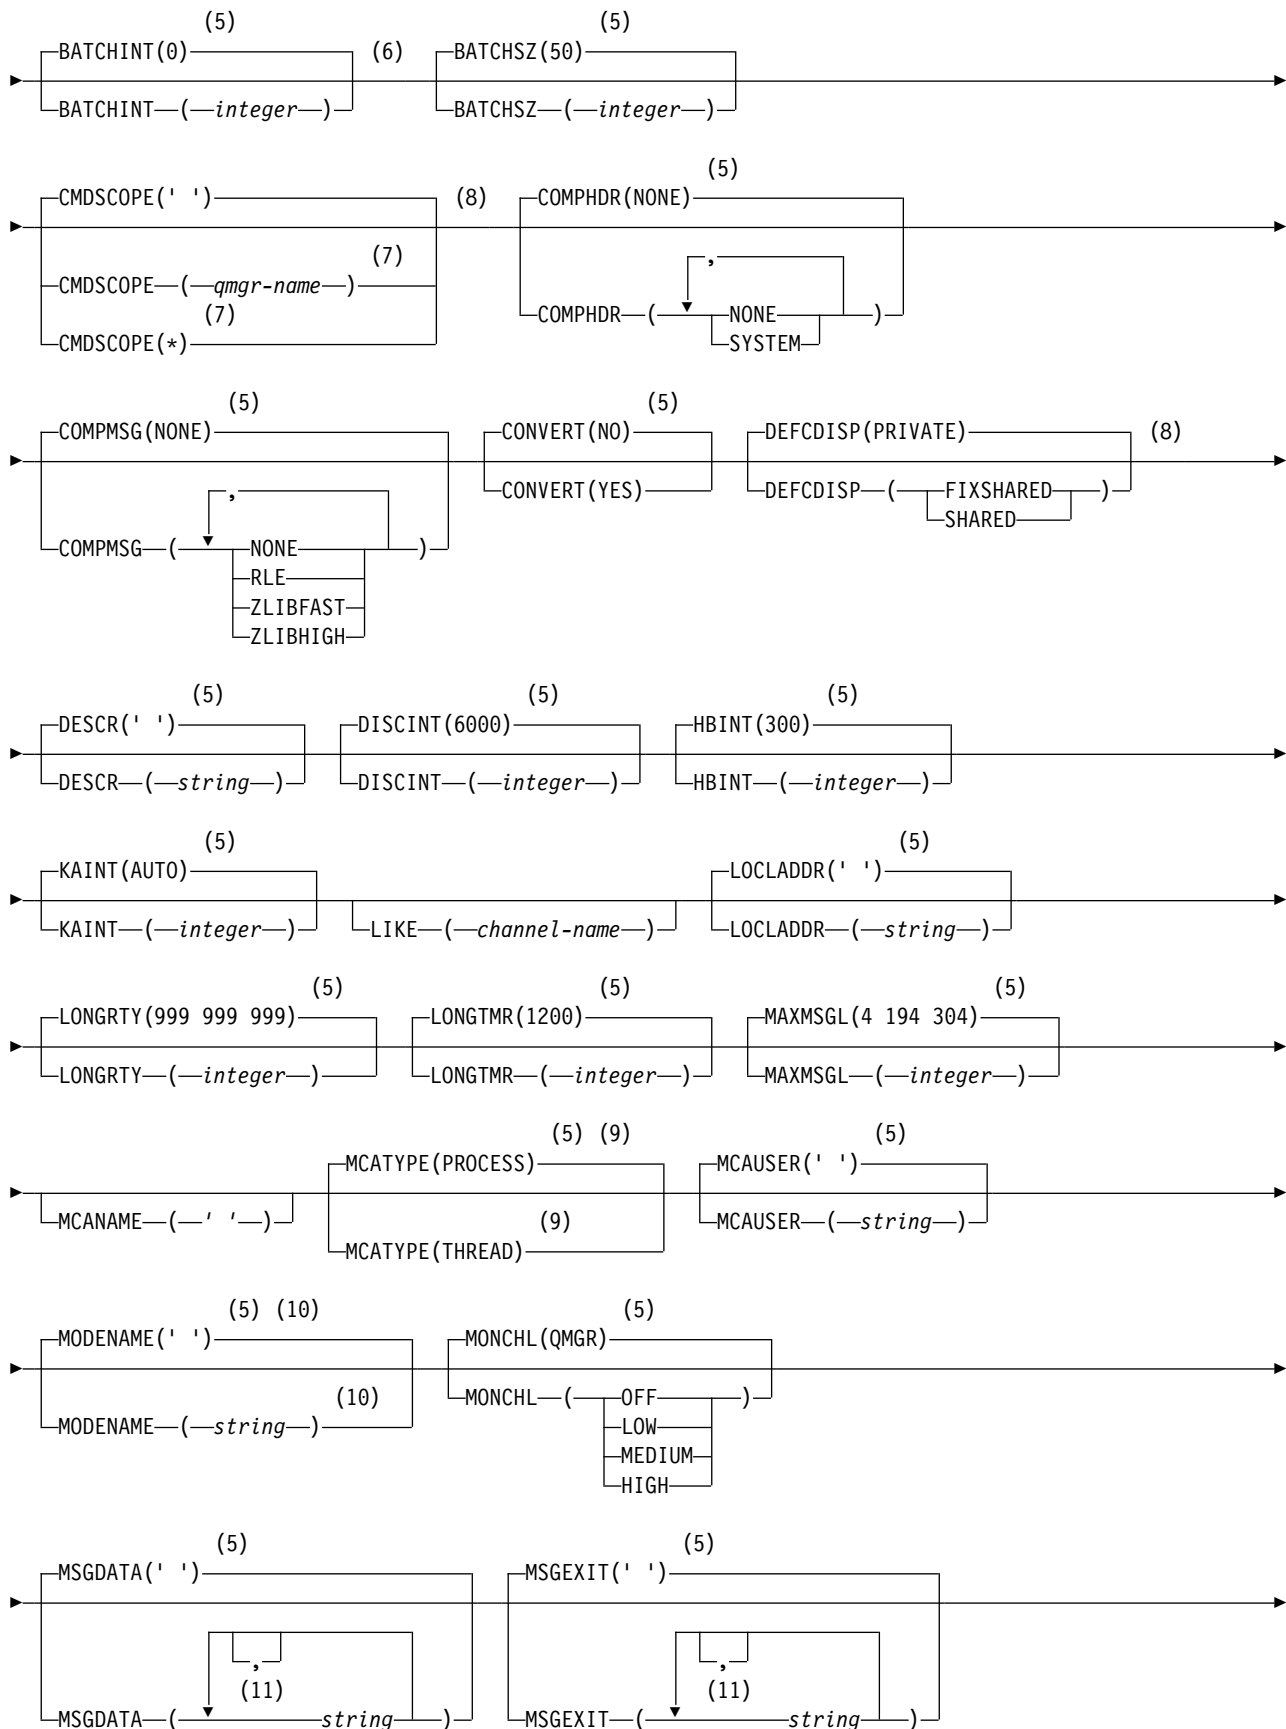 (5) (5)
BATCHINT(0) (6) BATCHSZ(50)
BATCHINT ( integer ) BATCHSZ ( integer )
(5)
CMDSCOPE(' ') (8) COMPHDR(NONE)
(7) ,
CMDSCOPE ( qmgr-name )
(7) COMPHDR ( NONE )
CMDSCOPE(*) SYSTEM
(5) (5)
COMPMSG(NONE) CONVERT(NO) DEFCDISP(PRIVATE) (8)
, CONVERT(YES) DEFCDISP ( FIXSHARED )
SHARED
COMPMSG ( NONE )
RLE
ZLIBFAST
ZLIBHIGH
(5) (5) (5)
DESCR(' ') DISCINT(6000) HBINT(300)
DESCR ( string ) DISCINT ( integer ) HBINT ( integer )
(5) (5)
KAINT(AUTO) LOCLADDR(' ')
KAINT ( integer ) LIKE ( channel-name ) LOCLADDR ( string )
(5) (5) (5)
LONGRTY(999 999 999) LONGTMR(1200) MAXMSGL(4 194 304)
LONGRTY ( integer ) LONGTMR ( integer ) MAXMSGL ( integer )
(5) (9) (5)
MCATYPE(PROCESS) MCAUSER(' ')
MCANAME ( ' ' ) (9) MCAUSER ( string )
MCATYPE(THREAD)
(5) (10) (5)
MODENAME(' ') MONCHL(QMGR)
(10) MONCHL ( OFF )
MODENAME ( string ) LOW
MEDIUM
HIGH
(5) (5)
MSGDATA(' ') MSGEXIT(' ')
, ,
(11) (11)
MSGDATA ( string ) MSGEXIT ( string )